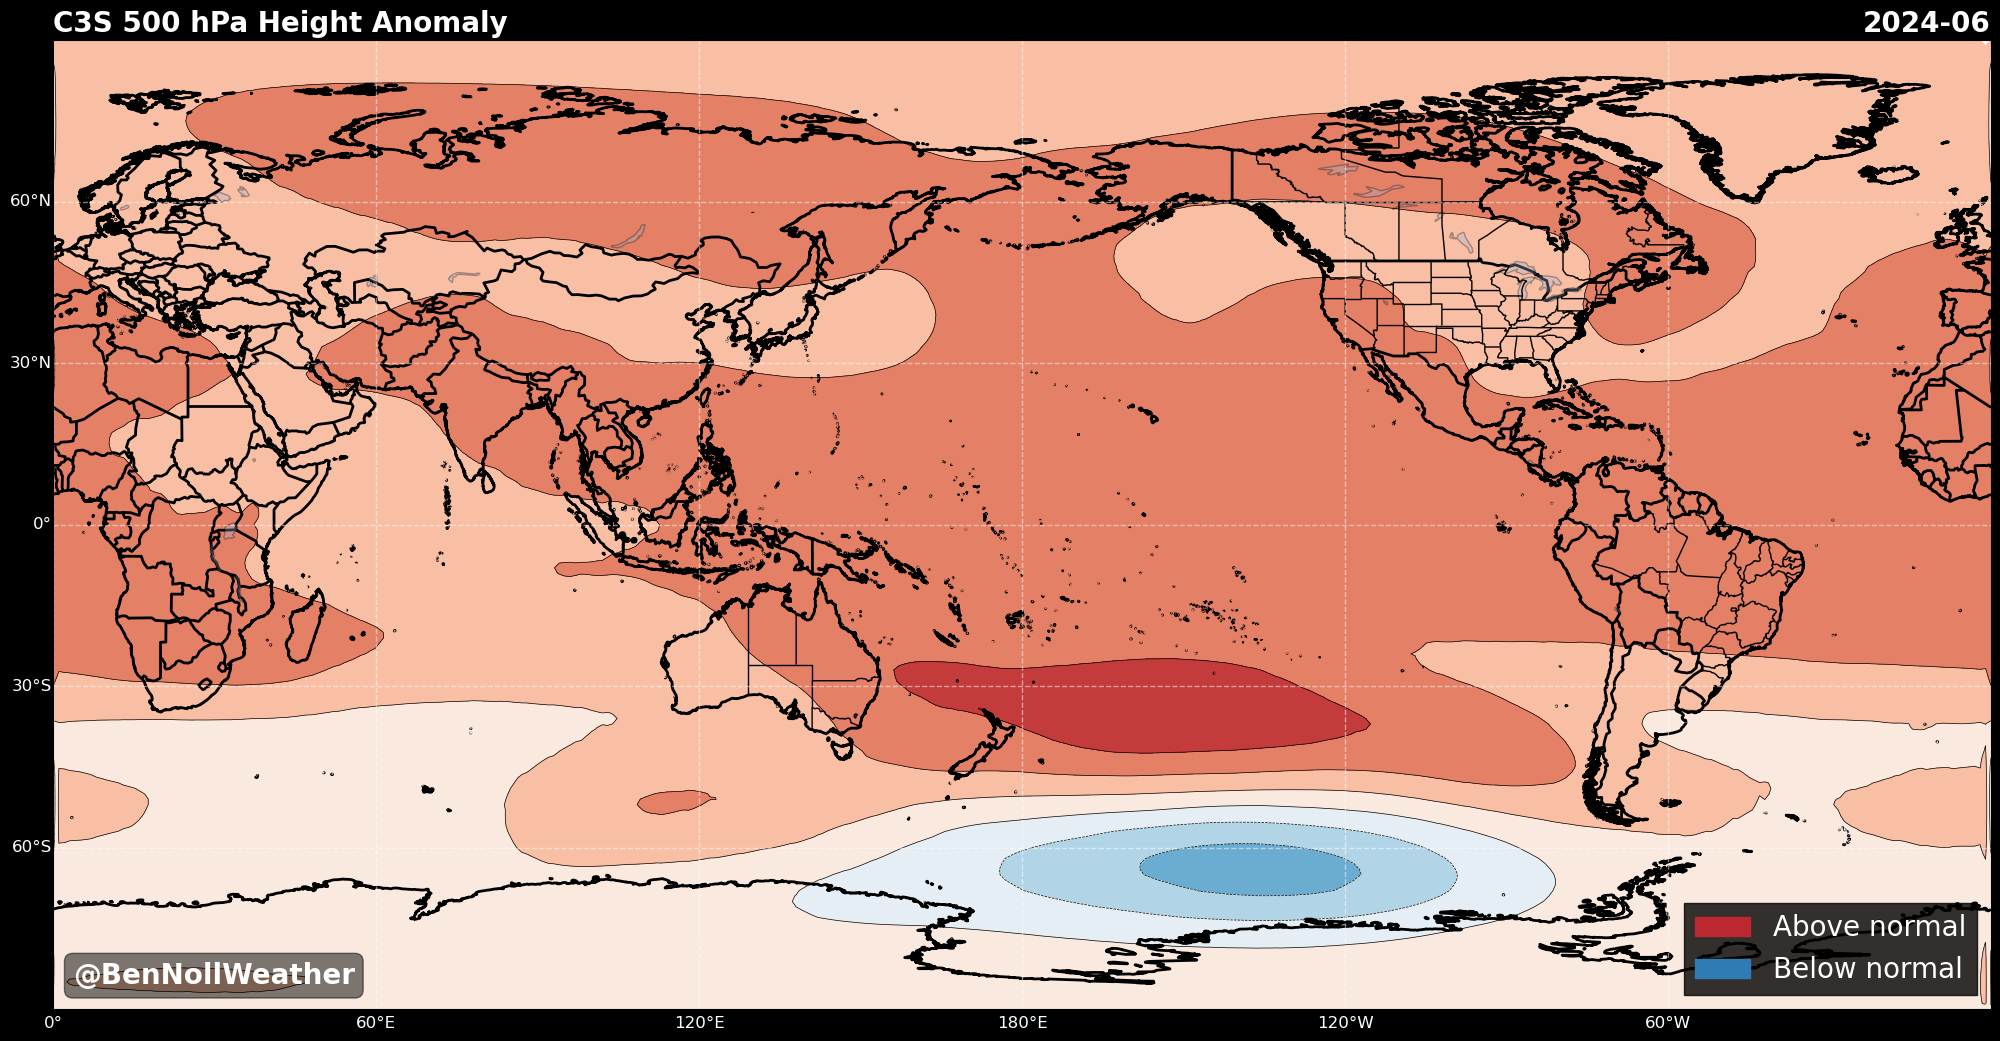 C3S 500 hPa Height Anomaly
2024-06
60°N
30°N
0°
30°S
60°S
Above normal
Below normal
@BenNollWeather
0°
60°E
120°E
180°E
120°W
60°W